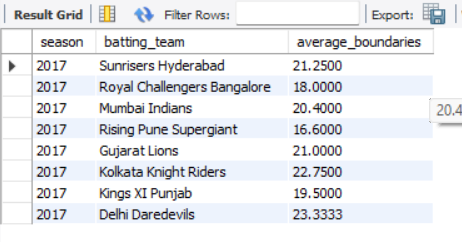 Result Grid Filter Rows: Export:
season batting_team average_boundaries
2017 Sunrisers Hyderabad 21.2500
2017 Royal Challengers Bangalore 18.0000
2017 Mumbai Indians 20.4000
20.4
2017 Rising Pune Supergiant 16.6000
2017 Gujarat Lions 21.0000
2017 Kolkata Knight Riders 22.7500
2017 Kings XI Punjab 19.5000
2017 Delhi Daredevils 23.3333